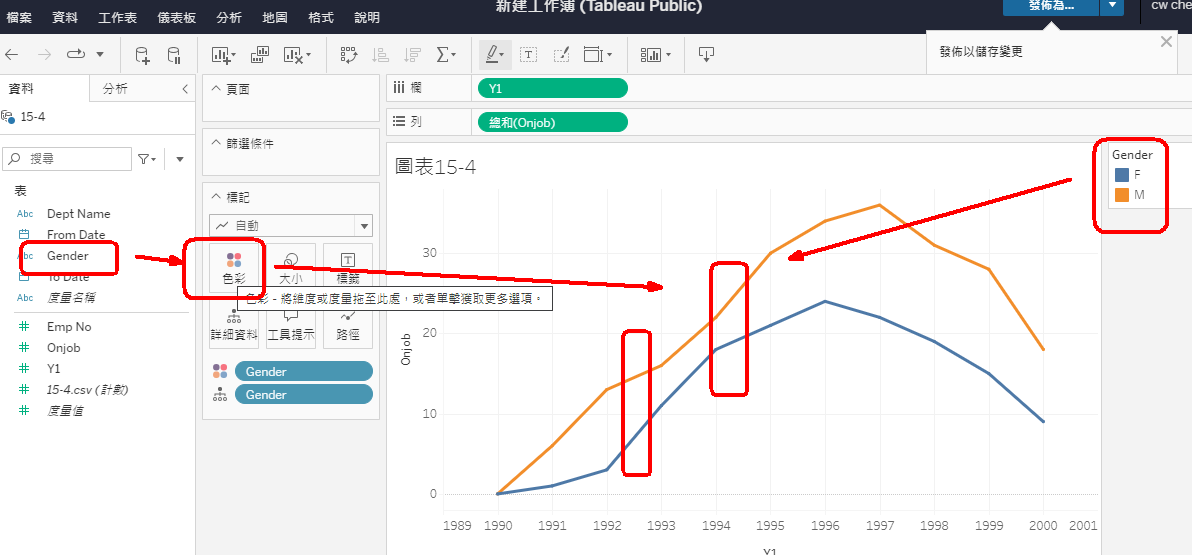 新建工作簿 (Tableau Public)
發佈為...
cw che
檔案 資料 工作表 儀表板 分析 地圖 格式 說明
發佈以儲存變更
資料 分析
15-4
搜尋
表
Abc Dept Name
From Date
Abc Gender
To Date
Abc 度量名稱
Emp No
Onjob
Y1
15-4.csv (計數)
度量值
頁面
篩選條件
標記
自動
色彩 大小 標籤
色彩 - 將維度或度量拖至此處，或者單擊獲取更多選項。
詳細資料 工具提示 路徑
Gender
Gender
欄 Y1
列 總和(Onjob)
圖表15-4
Onjob
30
20
10
0
1989 1990 1991 1992 1993 1994 1995 1996 1997 1998 1999 2000 2001
Y1
Gender
F
M